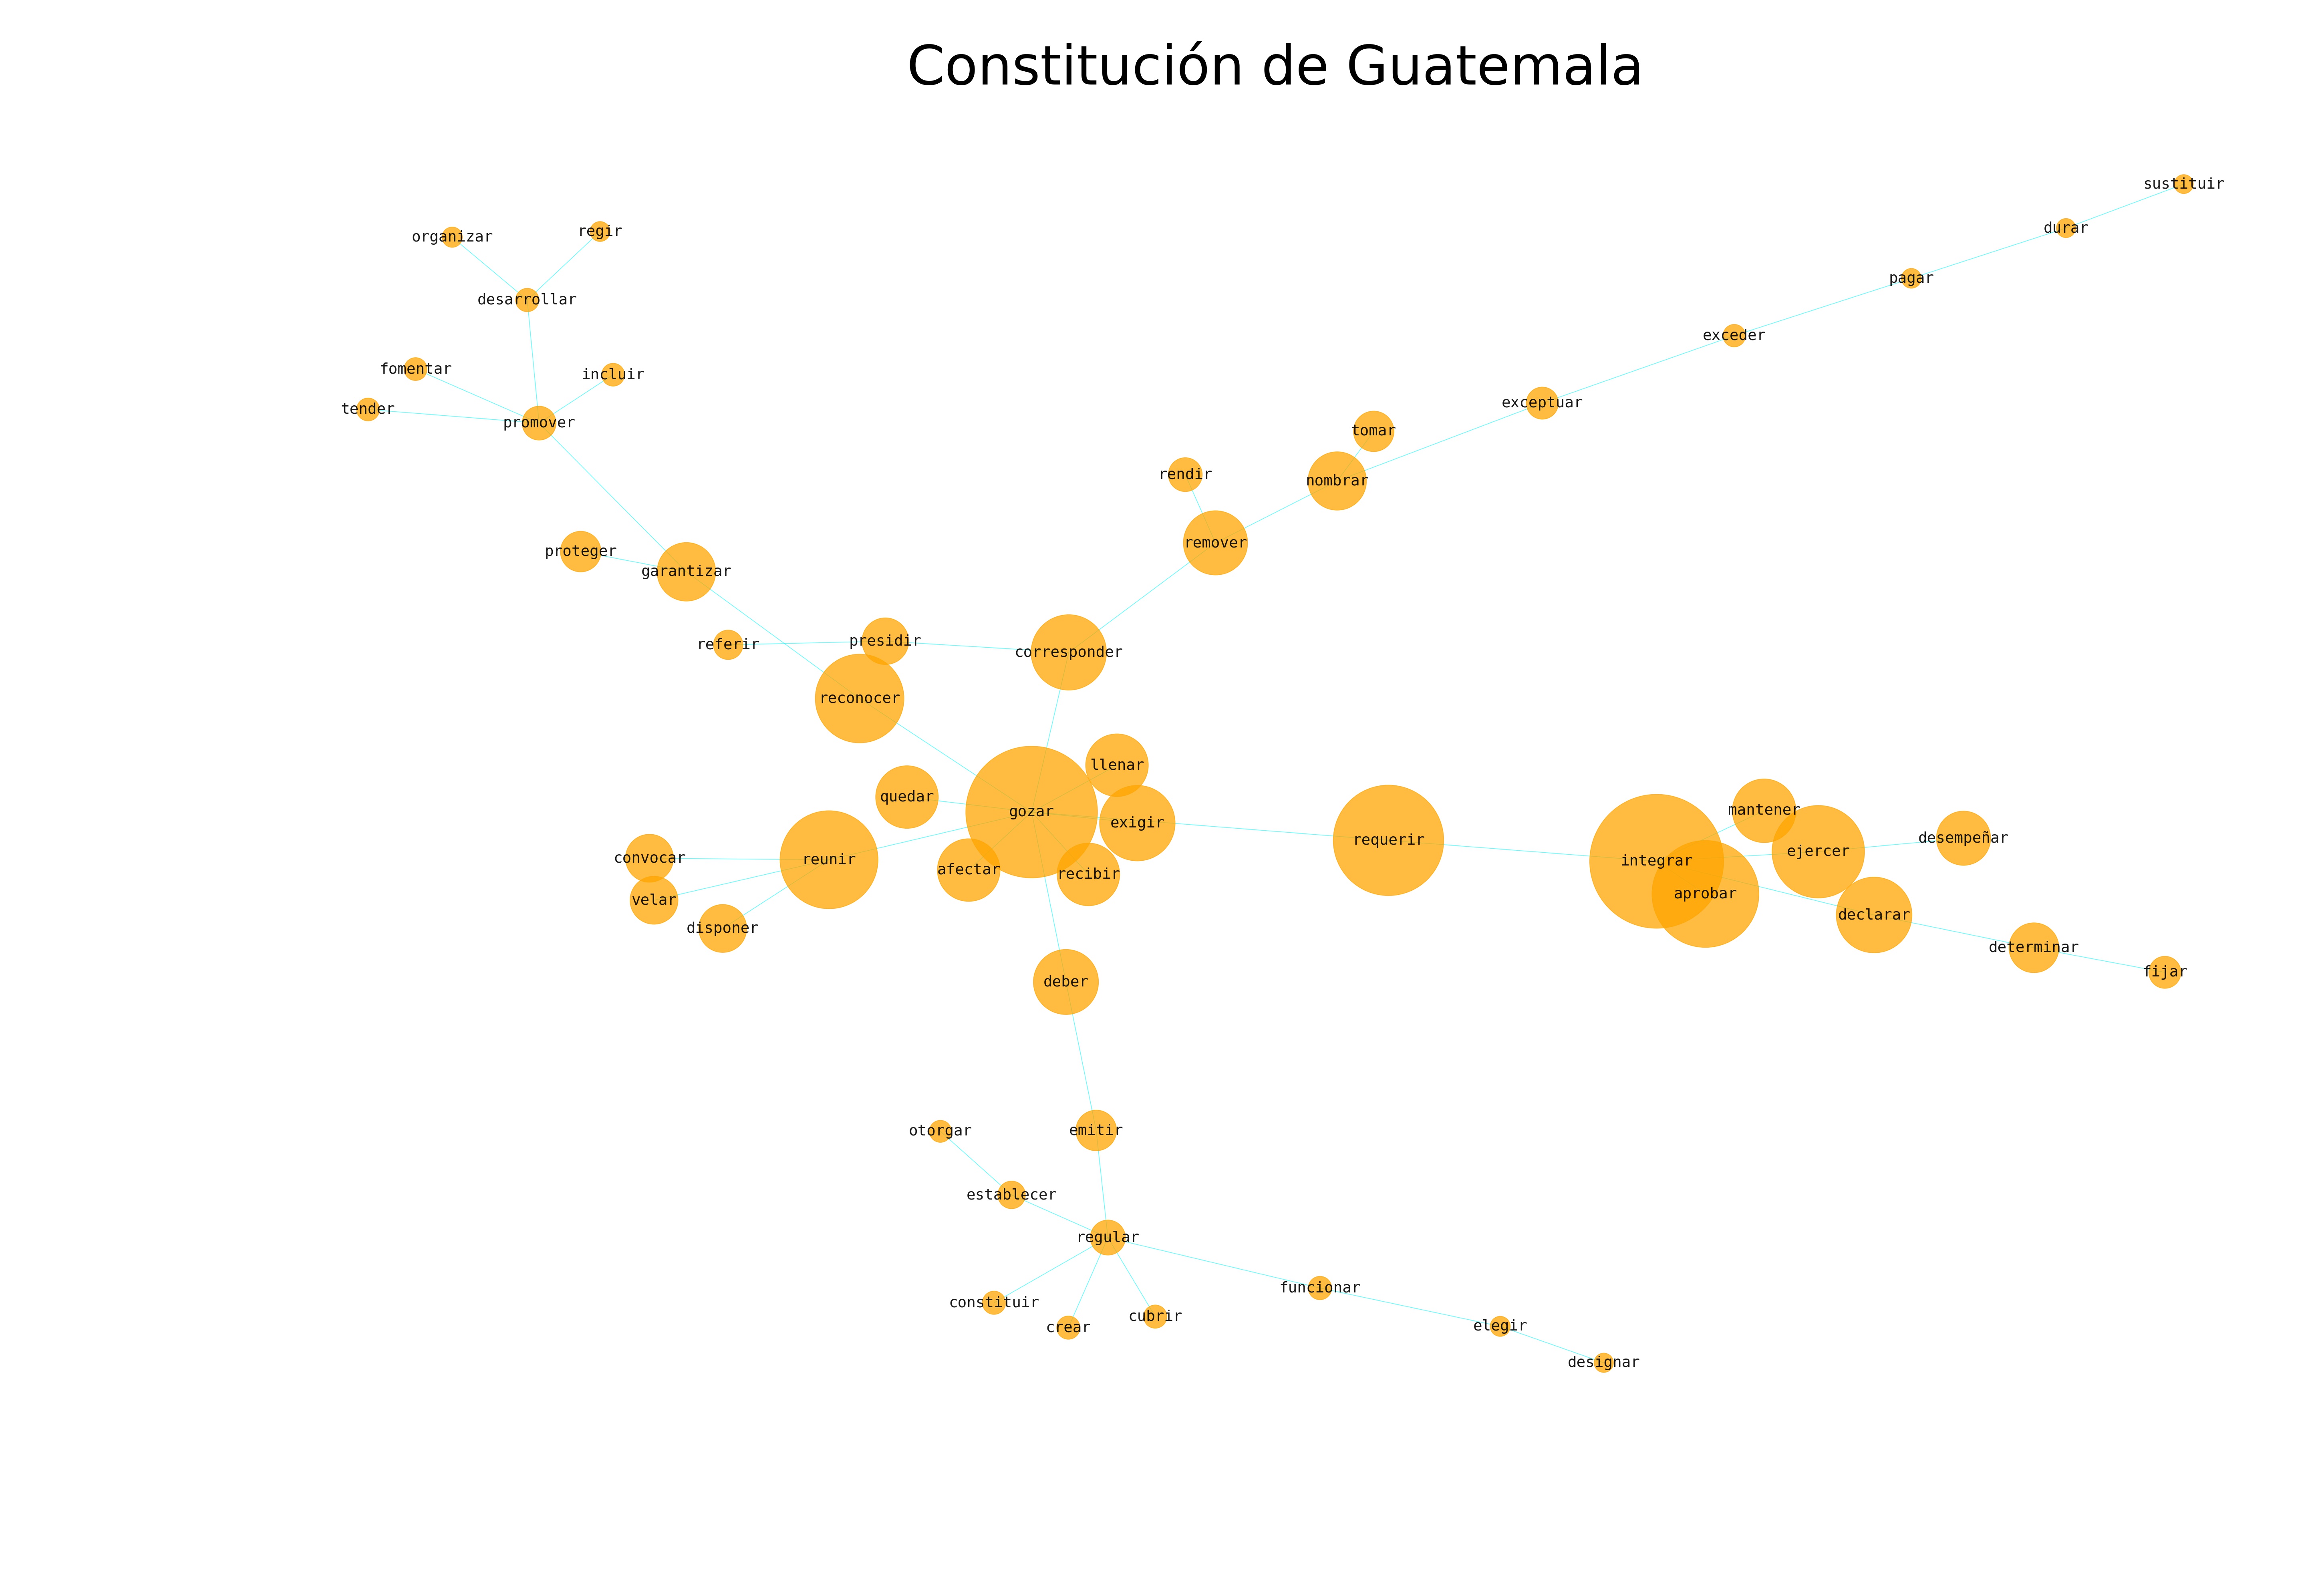 Constitución de Guatemala
sustituir
durar
organizar
regir
pagar
desarrollar
exceder
fomentar
incluir
exceptuar
tender
promover
tomar
rendir
nombrar
remover
proteger
garantizar
referir
presidir
corresponder
reconocer
llenar
quedar
gozar
exigir
mantener
requerir
desempeñar
ejercer
convocar
reunir
integrar
afectar
recibir
aprobar
velar
declarar
disponer
determinar
fijar
deber
otorgar
emitir
establecer
regular
funcionar
constituir
cubrir
crear
elegir
designar